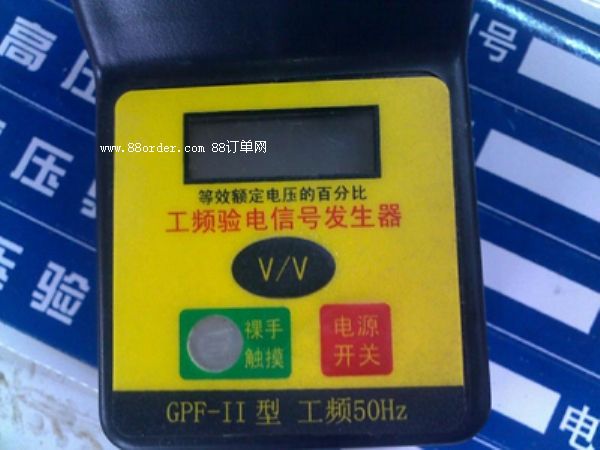 高压
号
www.88order.com 88订单网
压验
等效额定电压的百分比
工频验电信号发生器
V/V
压验
裸手
触摸
电源
开关
GPF-II型 工频50Hz
电